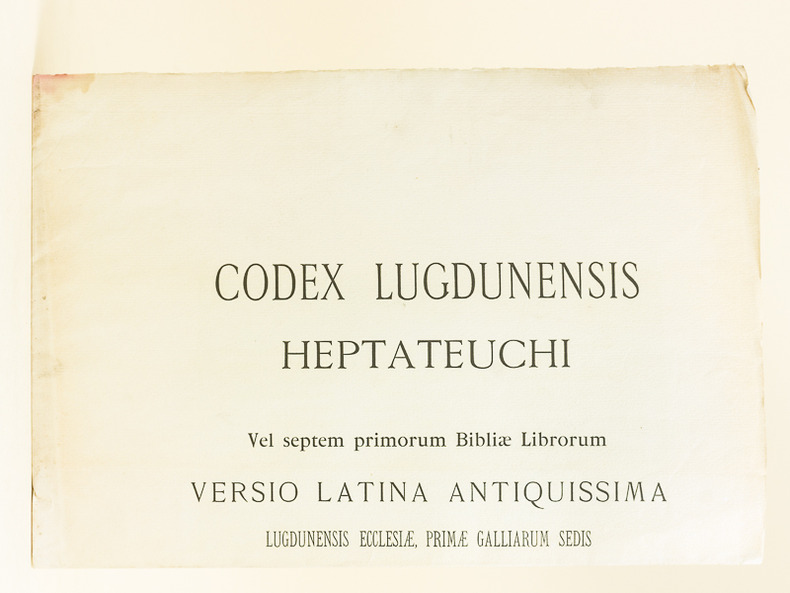 CODEX LUGDUNENSIS
HEPTATEUCHI
Vel septem primorum Bibliæ Librorum
VERSIO LATINA ANTIQUISSIMA
LUGDUNENSIS ECCLESIÆ, PRIMÆ GALLIARUM SEDIS